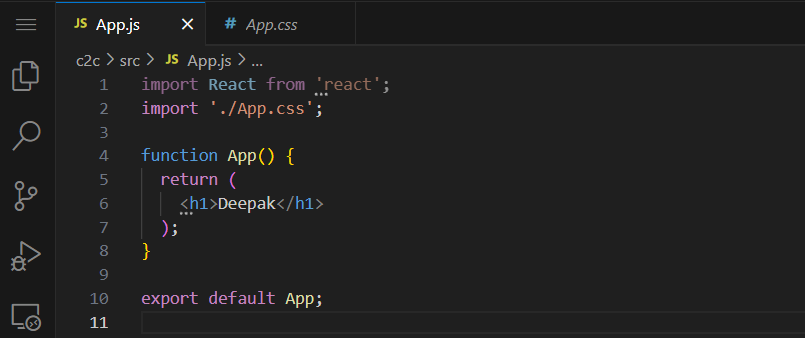 JS App.js ×
# App.css
c2c > src > JS App.js > ...
1 import React from 'react';
2 import './App.css';
3
4 function App() {
5   return (
6     <h1>Deepak</h1>
7   );
8 }
9
10 export default App;
11